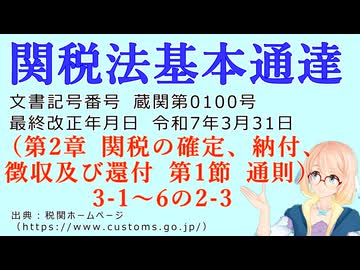 関税法基本通達
文書記号番号 蔵関第0100号
最終改正年月日 令和7年3月31日
（第2章 関税の確定、納付、
徴収及び還付 第1節 通則）
3-1～6の2-3
出典：税関ホームページ
（https://www.customs.go.jp/）